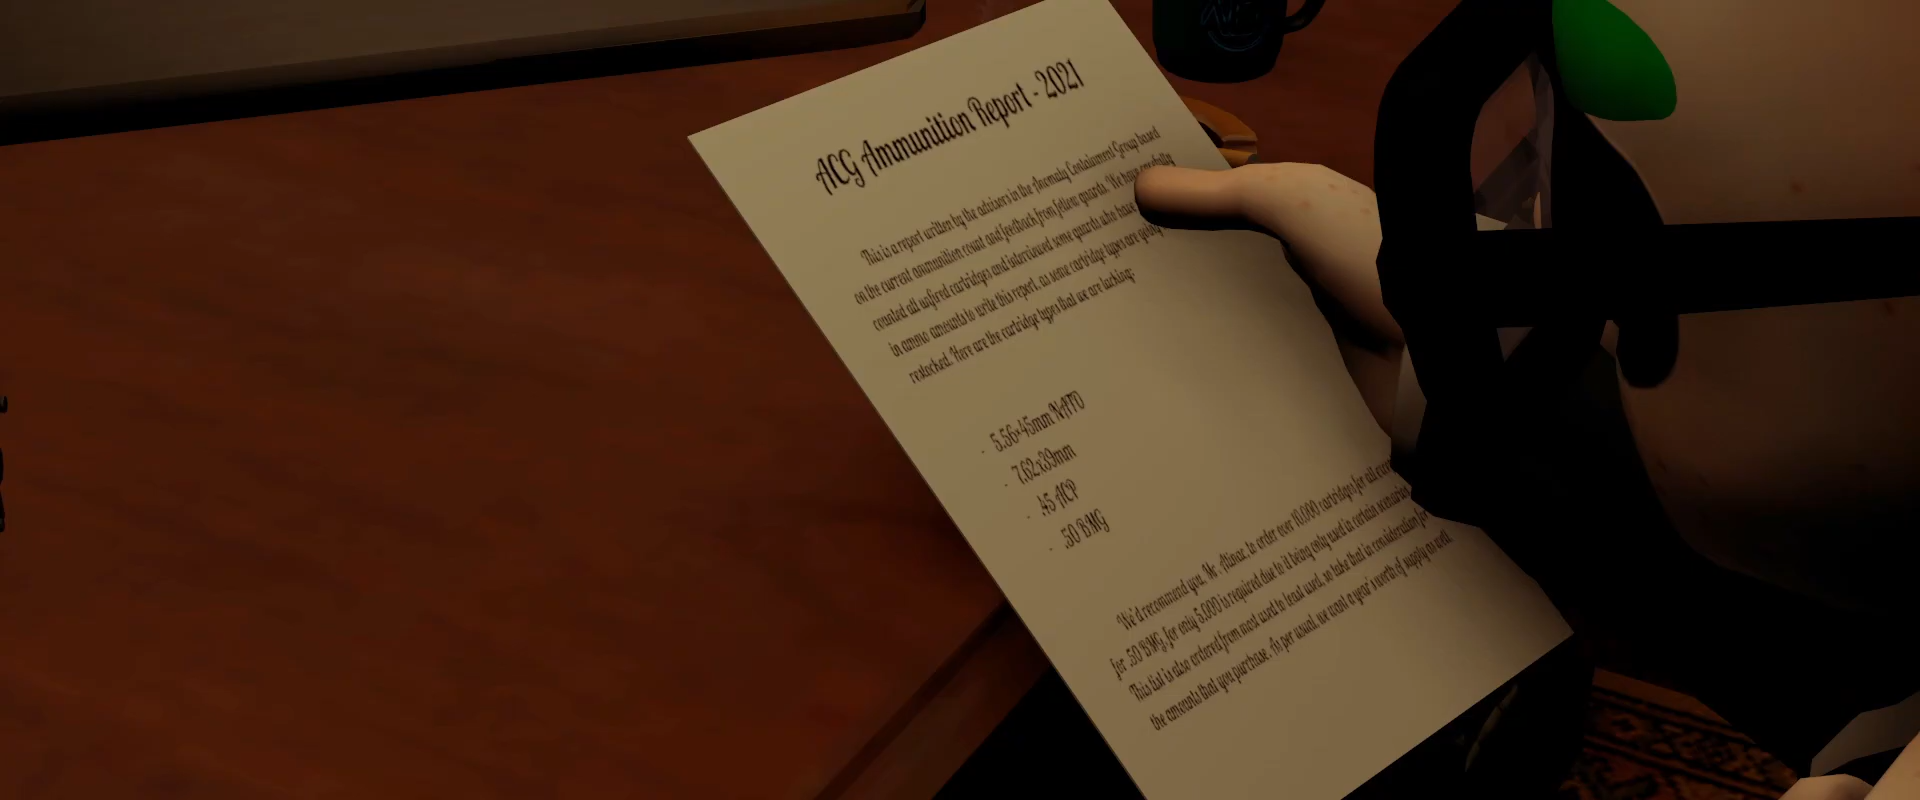 ACG Ammunition Report - 2021
This is a report written by the advisors in the Anomaly Containment Group based
on the current ammunition count and feedback from fellow guards. We have carefully
counted all unfired cartridges and interviewed some guards who have
in ammo amounts to write this report, as some cartridge types are going
restocked. Here are the cartridge types that we are lacking:
- 5.56×45mm NATO
- 7.62x39mm
- .45 ACP
- .50 BMG
We'd recommend you, Mr. to order over 10,000 cartridges for all
for .50 BMG, for only 5,000 is required due to it being only used in certain scenarios.
This list is also ordered from most used to least used, so take that in consideration for
the amounts that you purchase. As per usual, we want a year's worth of supply as well.